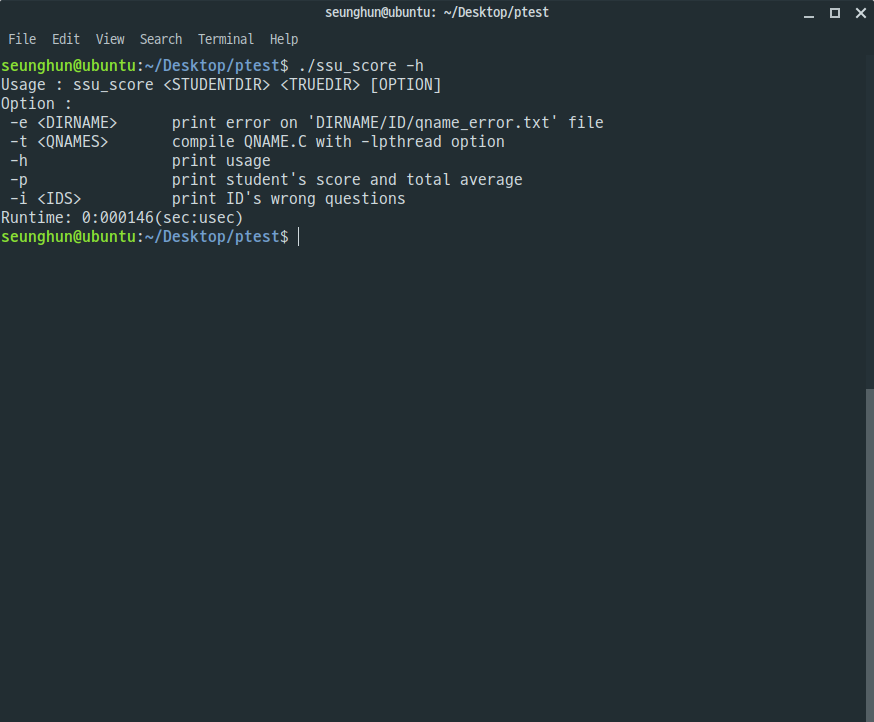 seunghun@ubuntu: ~/Desktop/ptest
File Edit View Search Terminal Help
seunghun@ubuntu:~/Desktop/ptest$ ./ssu_score -h
Usage : ssu_score <STUDENTDIR> <TRUEDIR> [OPTION]
Option :
 -e <DIRNAME>      print error on 'DIRNAME/ID/qname_error.txt' file
 -t <QNAMES>       compile QNAME.C with -lpthread option
 -h                print usage
 -p                print student's score and total average
 -i <IDS>          print ID's wrong questions
Runtime: 0:000146(sec:usec)
seunghun@ubuntu:~/Desktop/ptest$